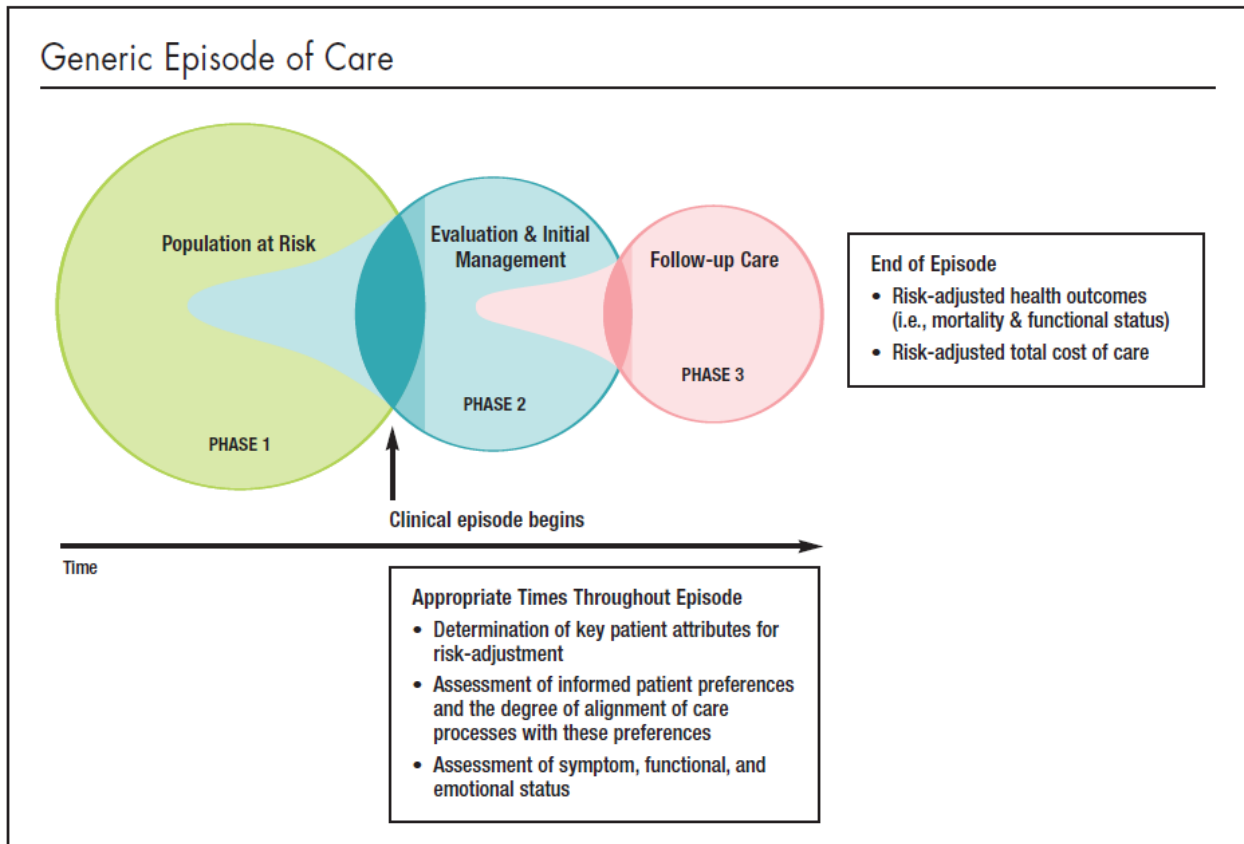 Generic Episode of Care
Population at Risk
PHASE 1
Evaluation & Initial
Management
PHASE 2
Follow-up Care
PHASE 3
End of Episode
• Risk-adjusted health outcomes
(i.e., mortality & functional status)
• Risk-adjusted total cost of care
Clinical episode begins
Time
Appropriate Times Throughout Episode
• Determination of key patient attributes for
risk-adjustment
• Assessment of informed patient preferences
and the degree of alignment of care
processes with these preferences
• Assessment of symptom, functional, and
emotional status